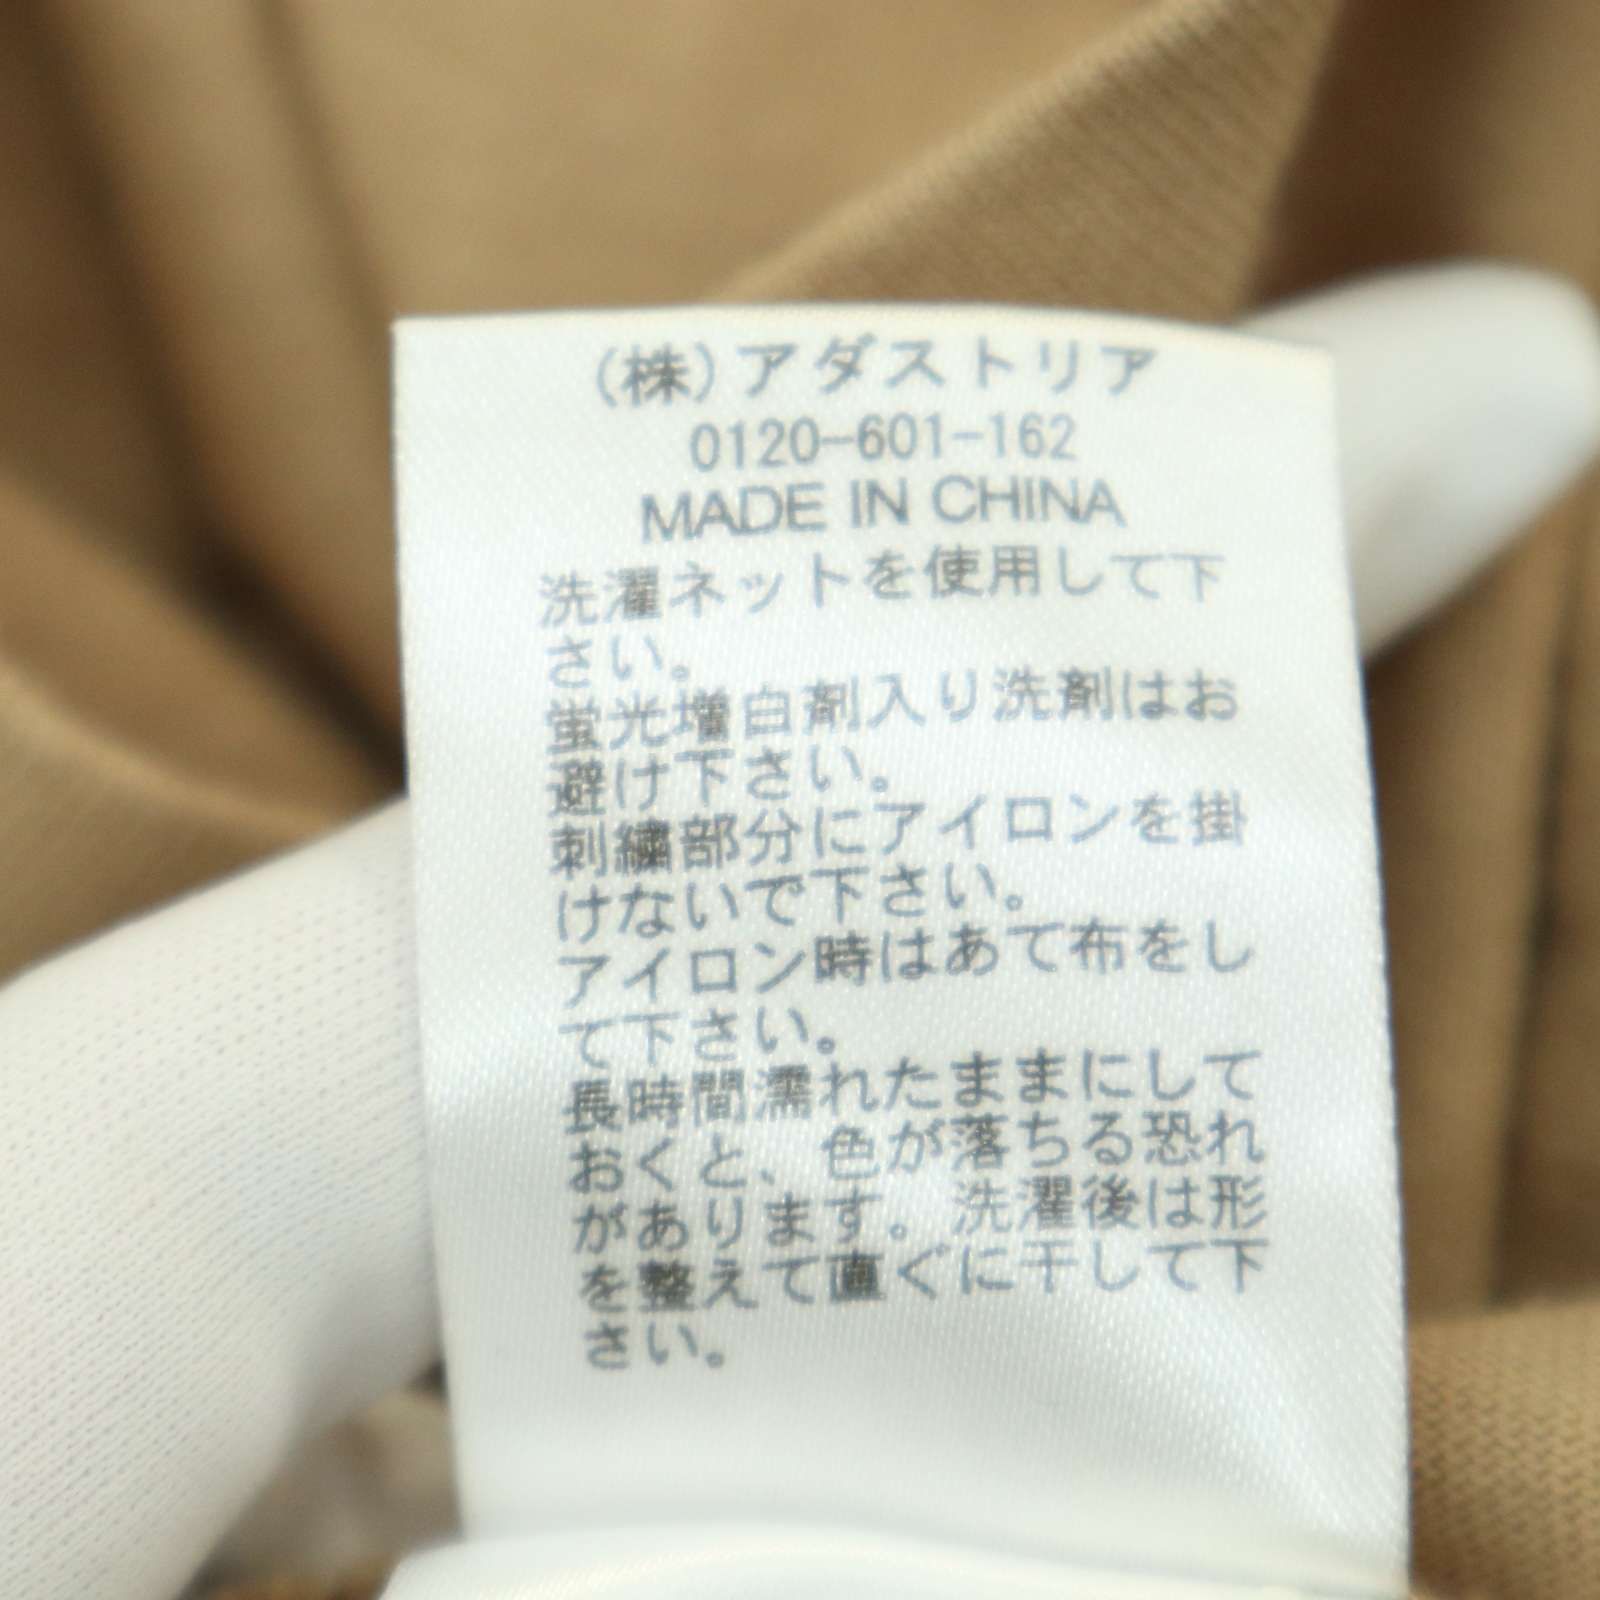 (株)アダストリア
0120-601-162
MADE IN CHINA
洗濯ネットを使用して下
さい。
蛍光増白剤入り洗剤はお
避け下さい。
刺繍部分にアイロンを掛
けないで下さい。
アイロン時はあて布をし
て下さい。
長時間濡れたままにして
おくと、色が落ちる恐れ
があります。洗濯後は形
を整えて直ぐに干して下
さい。